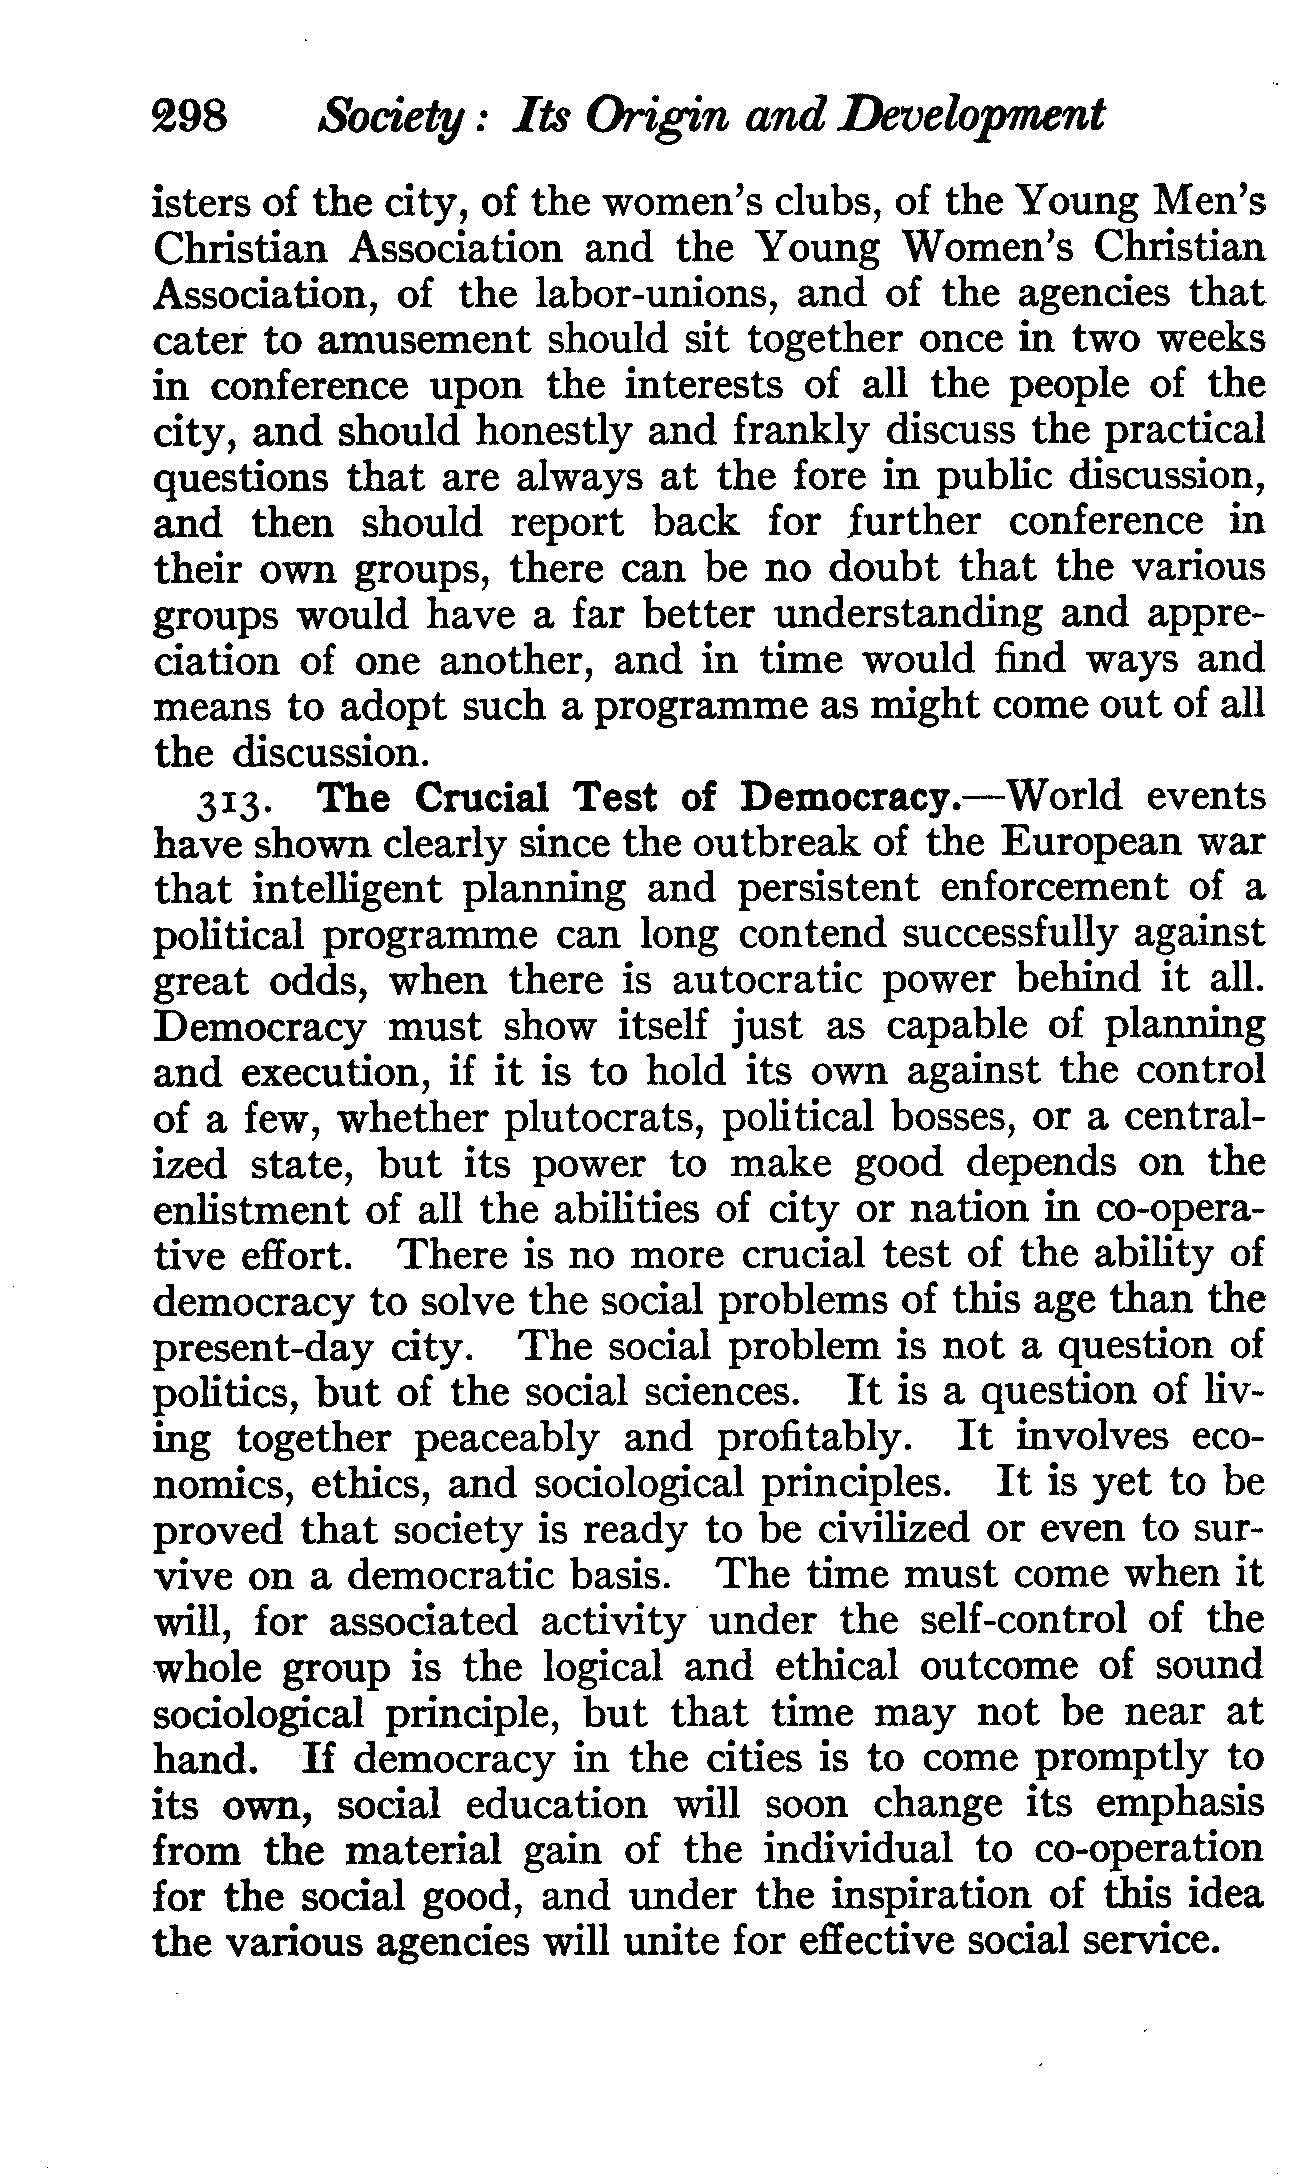 298 Society: Its Origin and Development
isters of the city, of the women's clubs, of the Young Men's
Christian Association and the Young Women's Christian
Association, of the labor-unions, and of the agencies that
cater to amusement should sit together once in two weeks
in conference upon the interests of all the people of the
city, and should honestly and frankly discuss the practical
questions that are always at the fore in public discussion,
and then should report back for further conference in
their own groups, there can be no doubt that the various
groups would have a far better understanding and appre-
ciation of one another, and in time would find ways and
means to adopt such a programme as might come out of all
the discussion.
313. The Crucial Test of Democracy.—World events
have shown clearly since the outbreak of the European war
that intelligent planning and persistent enforcement of a
political programme can long contend successfully against
great odds, when there is autocratic power behind it all.
Democracy must show itself just as capable of planning
and execution, if it is to hold its own against the control
of a few, whether plutocrats, political bosses, or a central-
ized state, but its power to make good depends on the
enlistment of all the abilities of city or nation in co-opera-
tive effort. There is no more crucial test of the ability of
democracy to solve the social problems of this age than the
present-day city. The social problem is not a question of
politics, but of the social sciences. It is a question of liv-
ing together peaceably and profitably. It involves eco-
nomics, ethics, and sociological principles. It is yet to be
proved that society is ready to be civilized or even to sur-
vive on a democratic basis. The time must come when it
will, for associated activity under the self-control of the
whole group is the logical and ethical outcome of sound
sociological principle, but that time may not be near at
hand. If democracy in the cities is to come promptly to
its own, social education will soon change its emphasis
from the material gain of the individual to co-operation
for the social good, and under the inspiration of this idea
the various agencies will unite for effective social service.